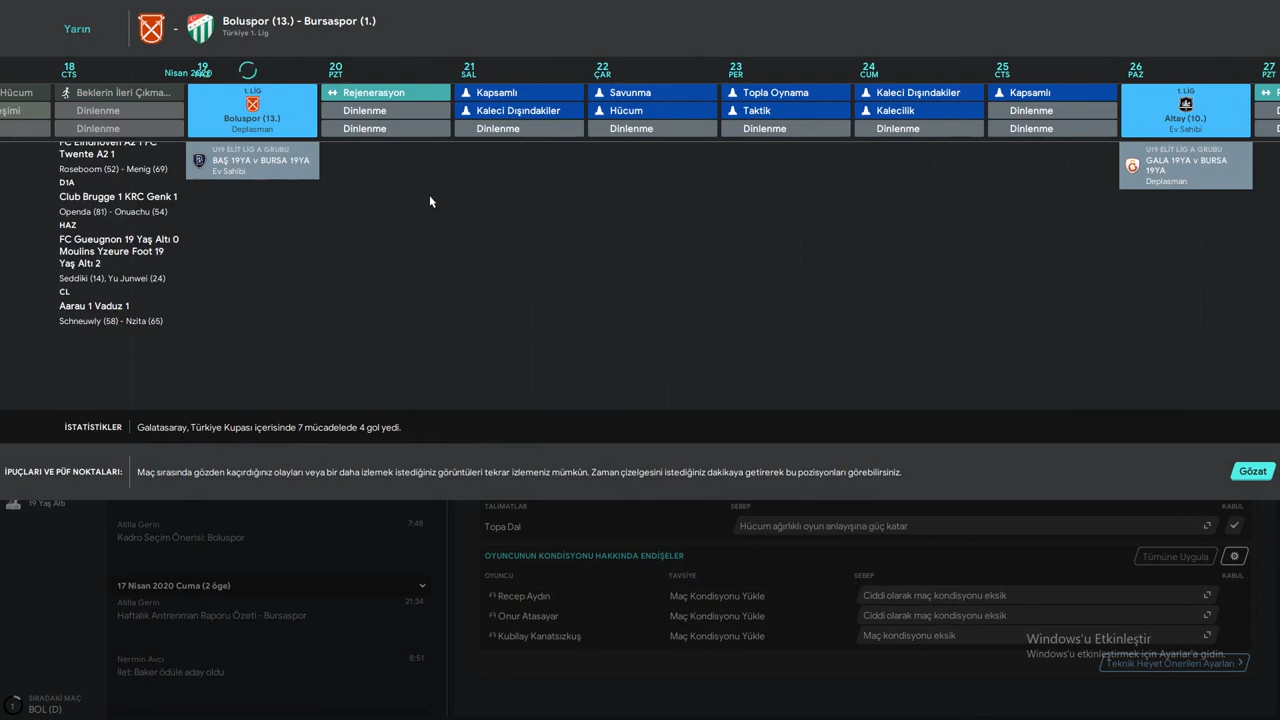 Yarın
Boluspor (13.) - Bursaspor (1.)
Türkiye 1. Lig
18 CTS
Nisan 2020
19
20 PZT
21 SAL
22 ÇAR
23 PER
24 CUM
25 CTS
26 PAZ
27 PZT
Hücum
Beklerin İleri Çıkma...
Dinlenme
Dinlenme
1. LİG
Boluspor (13.)
Deplasman
Rejenerasyon
Dinlenme
Dinlenme
Kapsamlı
Kaleci Dışındakiler
Dinlenme
Savunma
Hücum
Dinlenme
Topla Oynama
Taktik
Dinlenme
Kaleci Dışındakiler
Kalecilik
Dinlenme
Kapsamlı
Dinlenme
Dinlenme
1. LİG
Altay (10.)
Ev Sahibi
U19 ELİT LİG A GRUBU
BAŞ 19YA v BURSA 19YA
Ev Sahibi
U19 ELİT LİG A GRUBU
GALA 19YA v BURSA
19YA
Deplasman
FC Eindhoven A2 1 FC
Twente A2 1
Roseboom (52) - Menig (69)
D1A
Club Brugge 1 KRC Genk 1
Openda (81) - Onuachu (54)
HAZ
FC Gueugnon 19 Yaş Altı 0
Moulins Yzeure Foot 19
Yaş Altı 2
Seddiki (14), Yu Junwei (24)
CL
Aarau 1 Vaduz 1
Schneuwly (58) - Nzita (65)
İSTATİSTİKLER
Galatasaray, Türkiye Kupası içerisinde 7 mücadelede 4 gol yedi.
İPUÇLARI VE PÜF NOKTALARI:
Maç sırasında gözden kaçırdığınız olayları veya bir daha izlemek istediğiniz görüntüleri tekrar izlemeniz mümkün. Zaman çizelgesini istediğiniz dakikaya getirerek bu pozisyonları görebilirsiniz.
Gözat
19 Yaş Altı
Atilla Gerin
7:48
Kadro Seçim Önerisi: Boluspor
17 Nisan 2020 Cuma (2 öge)
Atilla Gerin
21:34
Haftalık Antrenman Raporu Özeti - Bursaspor
Nermin Avcı
8:51
İlet: Baker ödüle aday oldu
1
SIRADAKİ MAÇ
BOL (D)
TALİMATLAR
SEBEP
KABUL
Topa Dal
Hücum ağırlıklı oyun anlayışına güç katar
OYUNCUNUN KONDİSYONU HAKKINDA ENDİŞELER
Tümüne Uygula
OYUNCU
TAVSİYE
SEBEP
KABUL
Recep Aydın
Maç Kondisyonu Yükle
Ciddi olarak maç kondisyonu eksik
Onur Atasayar
Maç Kondisyonu Yükle
Ciddi olarak maç kondisyonu eksik
Kubilay Kanatsızkuş
Maç Kondisyonu Yükle
Maç kondisyonu eksik
Windows'u Etkinleştir
Windows'u etkinleştirmek için Ayarlar'a gidin.
Teknik Heyet Önerileri Ayarları